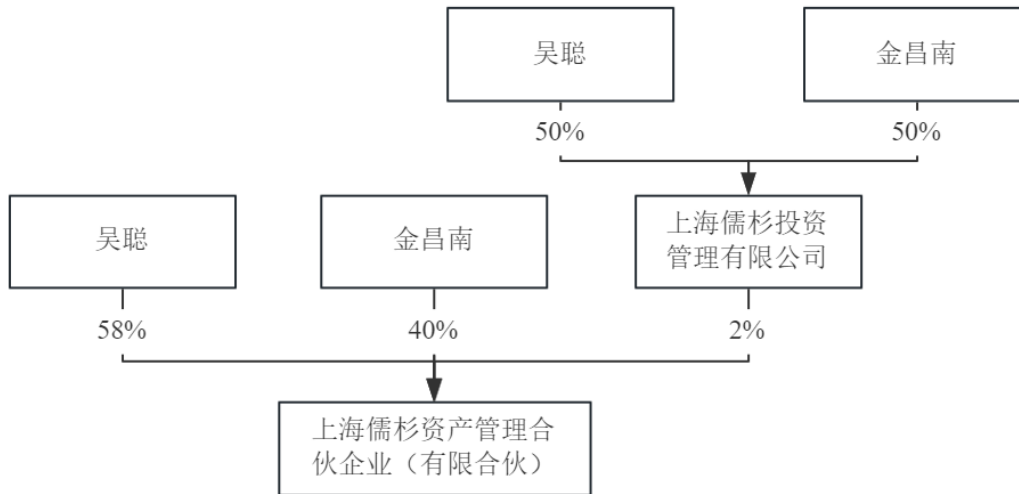 吴聪
金昌南
50%
50%
吴聪
金昌南
上海儒杉投资
管理有限公司
58%
40%
2%
上海儒杉资产管理合
伙企业（有限合伙）